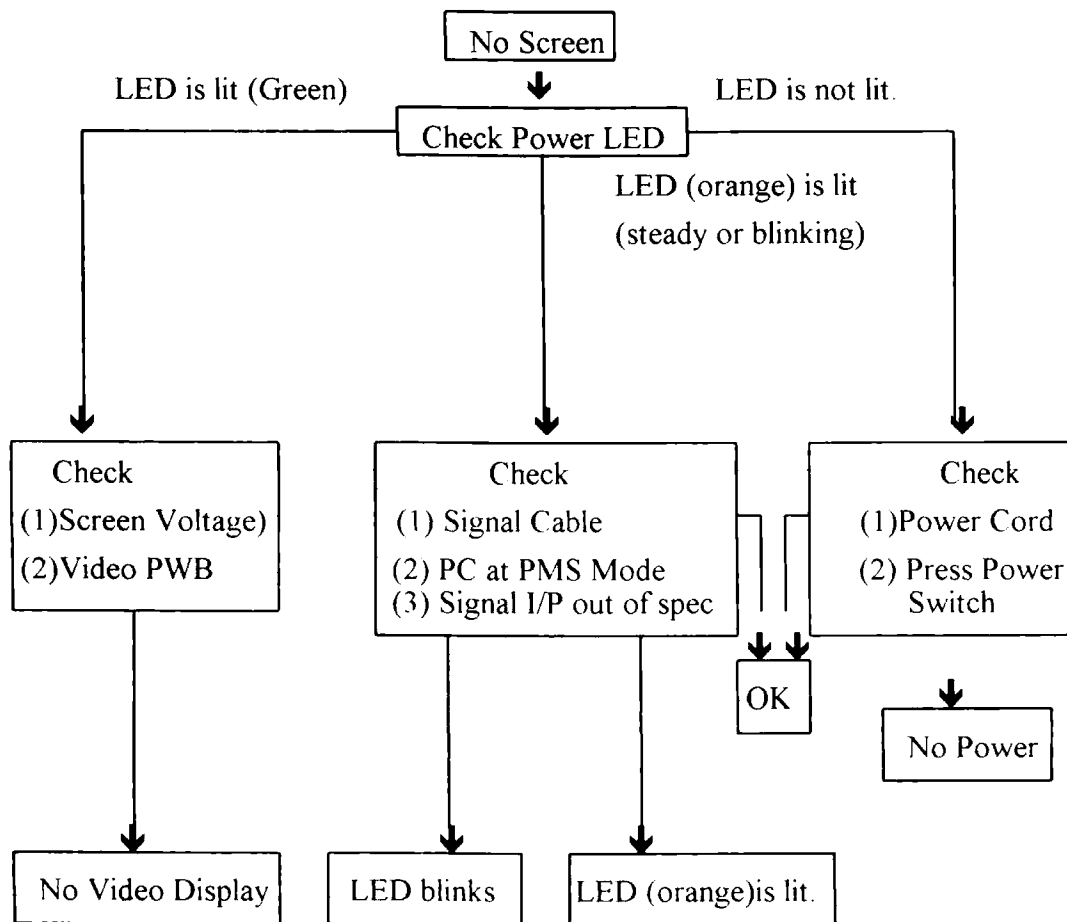 No Screen
LED is lit (Green)
LED is not lit.
Check Power LED
LED (orange) is lit
(steady or blinking)
Check
(1)Screen Voltage)
(2)Video PWB
Check
(1) Signal Cable
(2) PC at PMS Mode
(3) Signal I/P out of spec
Check
(1)Power Cord
(2) Press Power
Switch
OK
No Power
No Video Display
LED blinks
LED (orange)is lit.